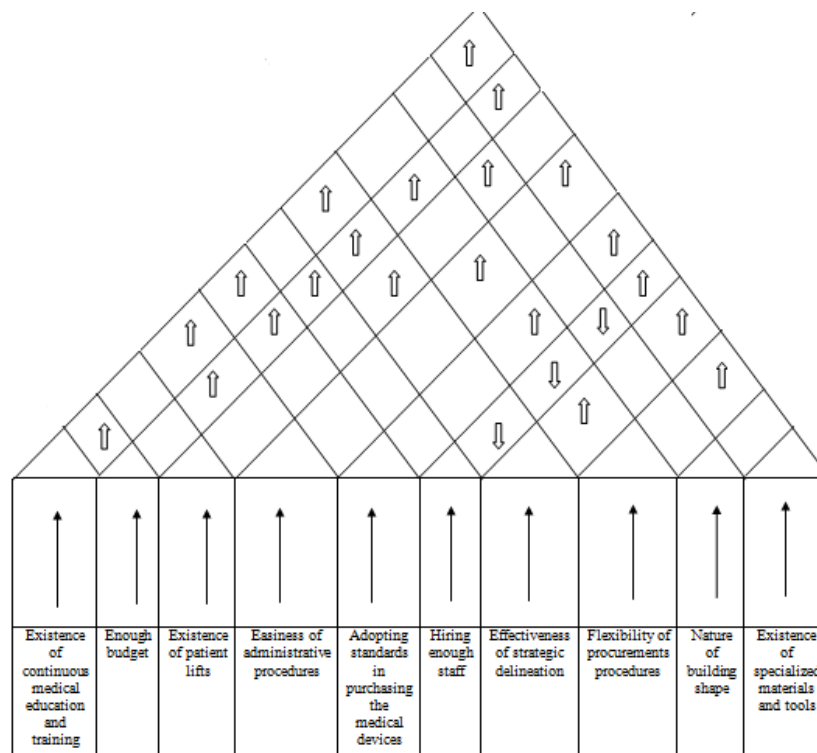 Existence
of
continuous
medical
education
and
training
Enough
budget
Existence
of patient
lifts
Easiness of
administrative
procedures
Adopting
standards
in
purchasing
the
medical
devices
Hiring
enough
staff
Effectiveness
of strategic
delineation
Flexibility of
procurements
procedures
Nature
of
building
shape
Existence
of
specialized
materials
and tools